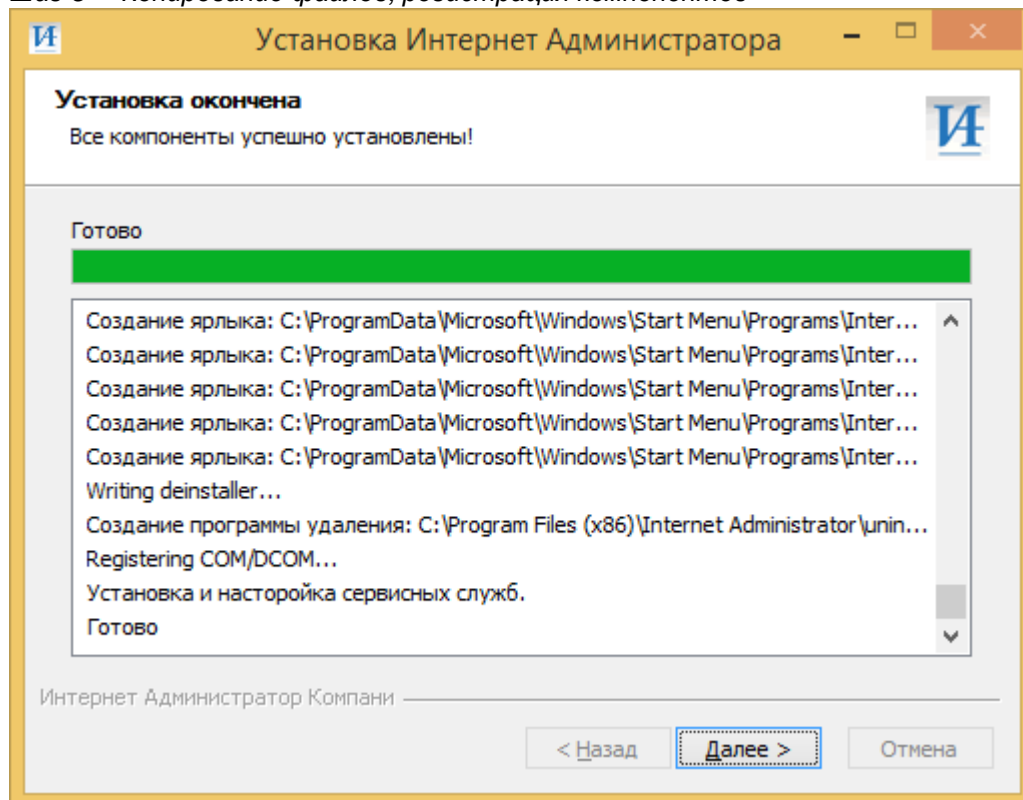 Копирование файлов, регистрация компонентов
Установка Интернет Администратора
Установка окончена
Все компоненты успешно установлены!
Готово
Создание ярлыка: C:\ProgramData\Microsoft\Windows\Start Menu\Programs\Inter...
Создание ярлыка: C:\ProgramData\Microsoft\Windows\Start Menu\Programs\Inter...
Создание ярлыка: C:\ProgramData\Microsoft\Windows\Start Menu\Programs\Inter...
Создание ярлыка: C:\ProgramData\Microsoft\Windows\Start Menu\Programs\Inter...
Создание ярлыка: C:\ProgramData\Microsoft\Windows\Start Menu\Programs\Inter...
Writing deinstaller...
Создание программы удаления: C:\Program Files (x86)\Internet Administrator\unin...
Registering COM/DCOM...
Установка и насторойка сервисных служб.
Готово
Интернет Администратор Компани
< Назад Далее > Отмена